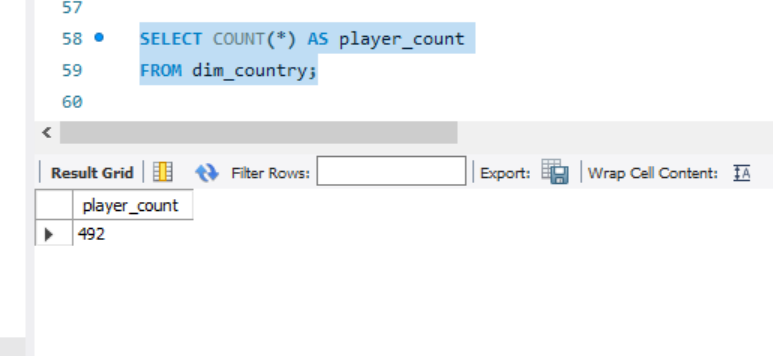 57
58 SELECT COUNT(*) AS player_count
59 FROM dim_country;
60
Result Grid Filter Rows: Export: Wrap Cell Content: IA
player_count
492